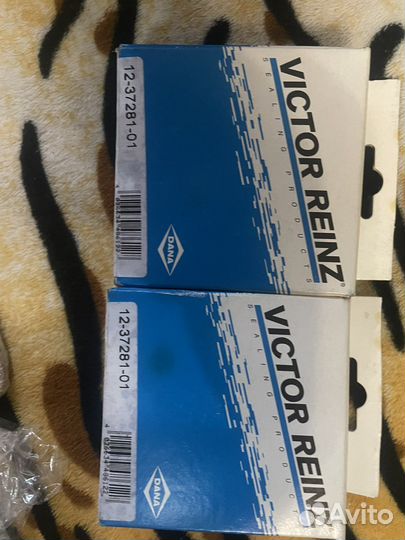 12-37281-01
DANA
VICTOR REINZ®
SEALING PRODUCTS
12-37281-01
DANA
VICTOR REINZ
SEALING PRODUCTS
Avito